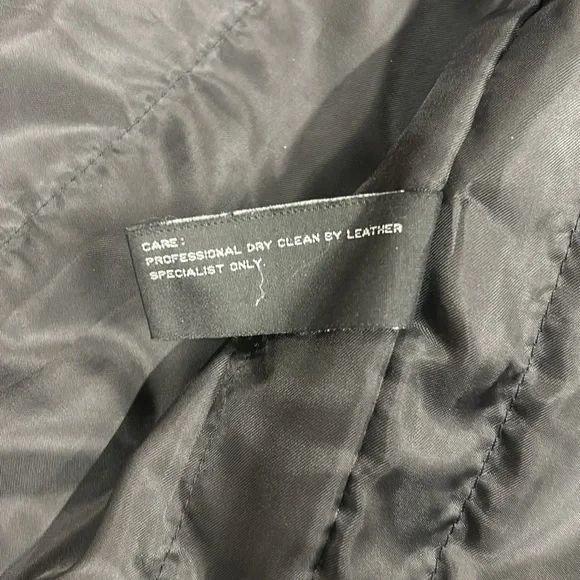 CARE:
PROFESSIONAL DRY CLEAN BY LEATHER
SPECIALIST ONLY.